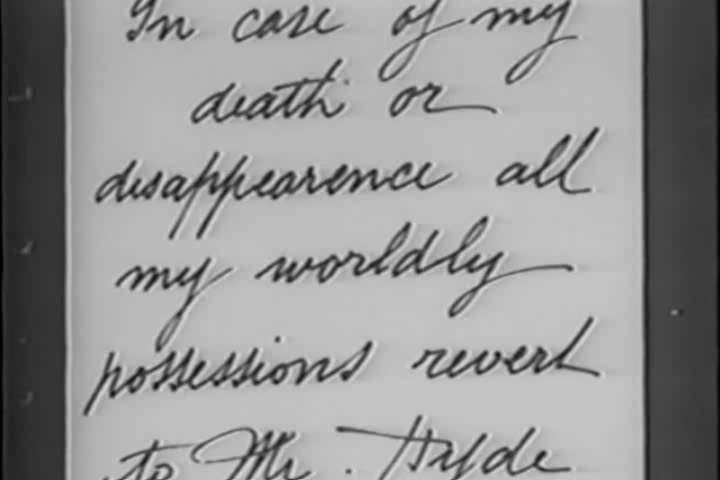 In case of my
death or
disappearence all
my worldly
possessions revert
to Mr. Hyde